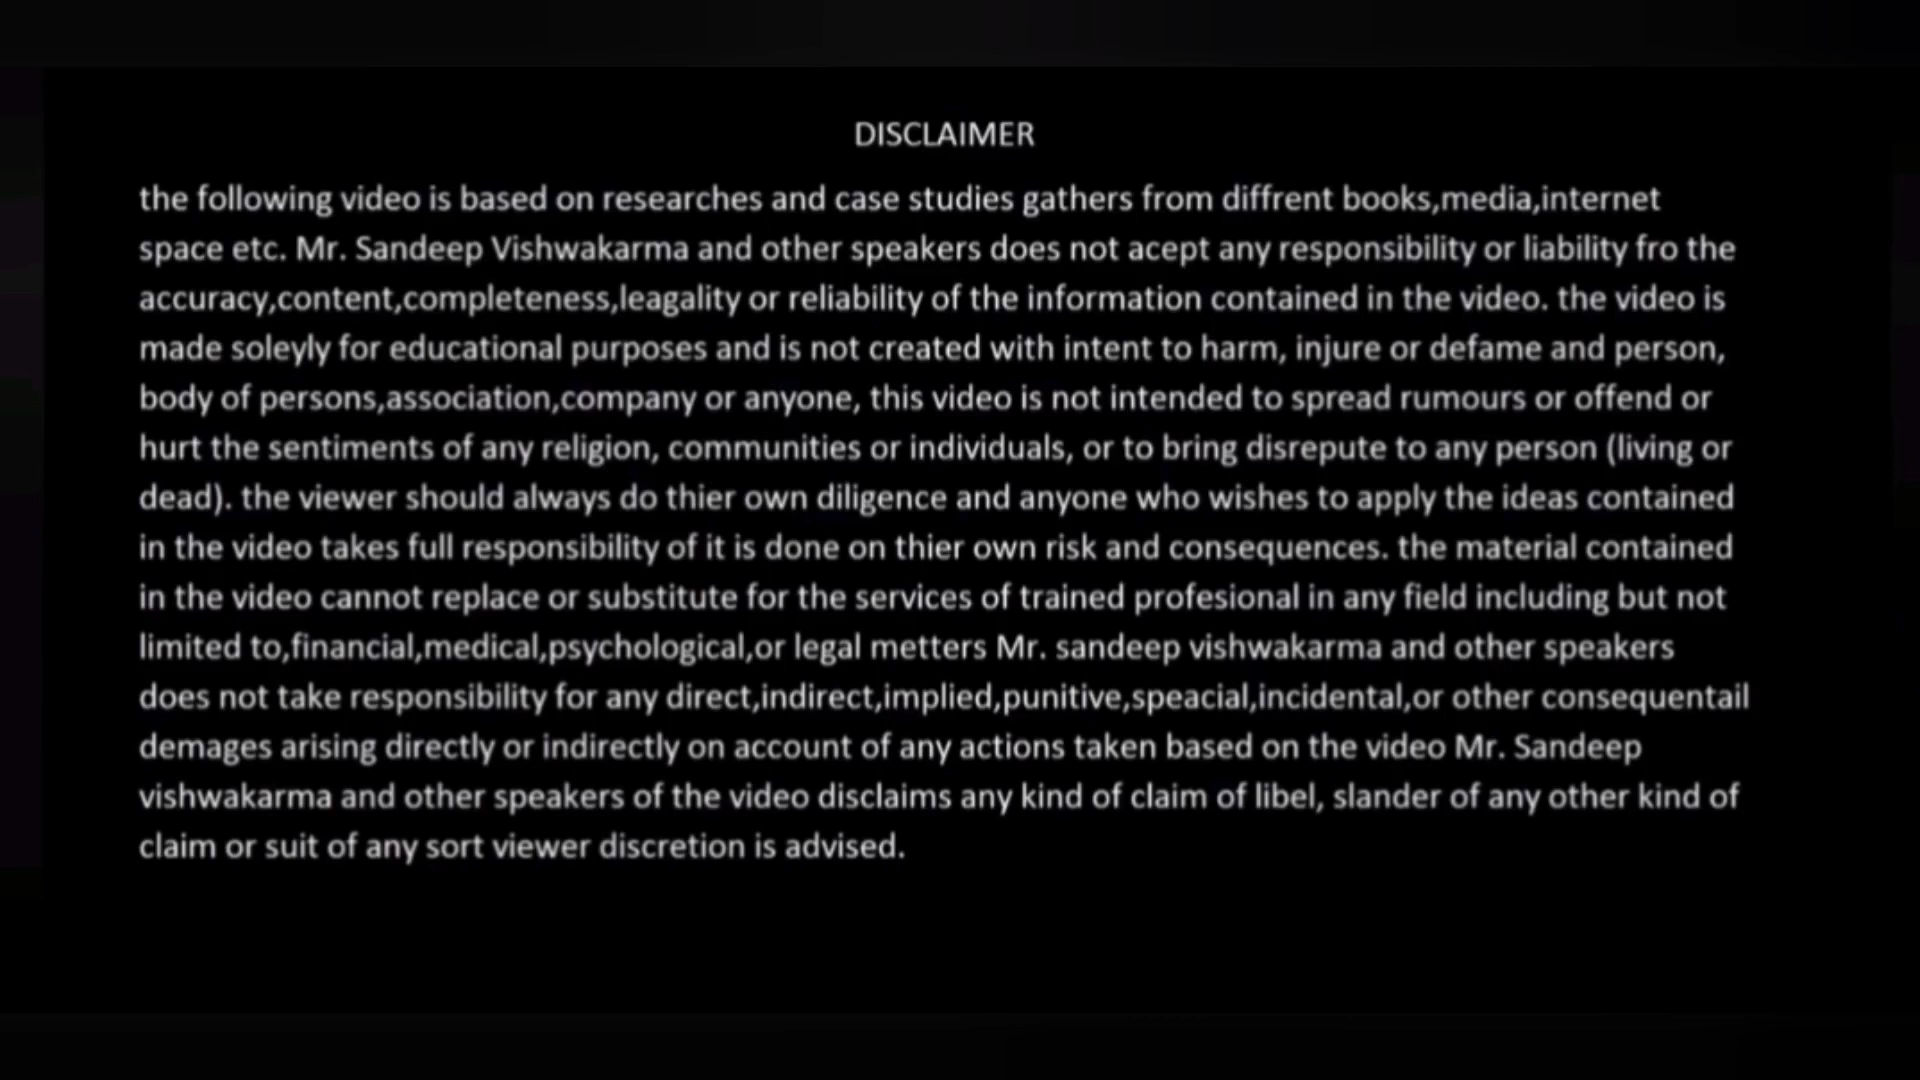 DISCLAIMER
the following video is based on researches and case studies gathers from diffrent books,media,internet
space etc. Mr. Sandeep Vishwakarma and other speakers does not acept any responsibility or liability fro the
accuracy,content,completeness,leagality or reliability of the information contained in the video. the video is
made soleyly for educational purposes and is not created with intent to harm, injure or defame and person,
body of persons,association,company or anyone, this video is not intended to spread rumours or offend or
hurt the sentiments of any religion, communities or individuals, or to bring disrepute to any person (living or
dead). the viewer should always do thier own diligence and anyone who wishes to apply the ideas contained
in the video takes full responsibility of it is done on thier own risk and consequences. the material contained
in the video cannot replace or substitute for the services of trained profesional in any field including but not
limited to,financial,medical,psychological,or legal metters Mr. sandeep vishwakarma and other speakers
does not take responsibility for any direct,indirect,implied,punitive,speacial,incidental,or other consequentail
demages arising directly or indirectly on account of any actions taken based on the video Mr. Sandeep
vishwakarma and other speakers of the video disclaims any kind of claim of libel, slander of any other kind of
claim or suit of any sort viewer discretion is advised.